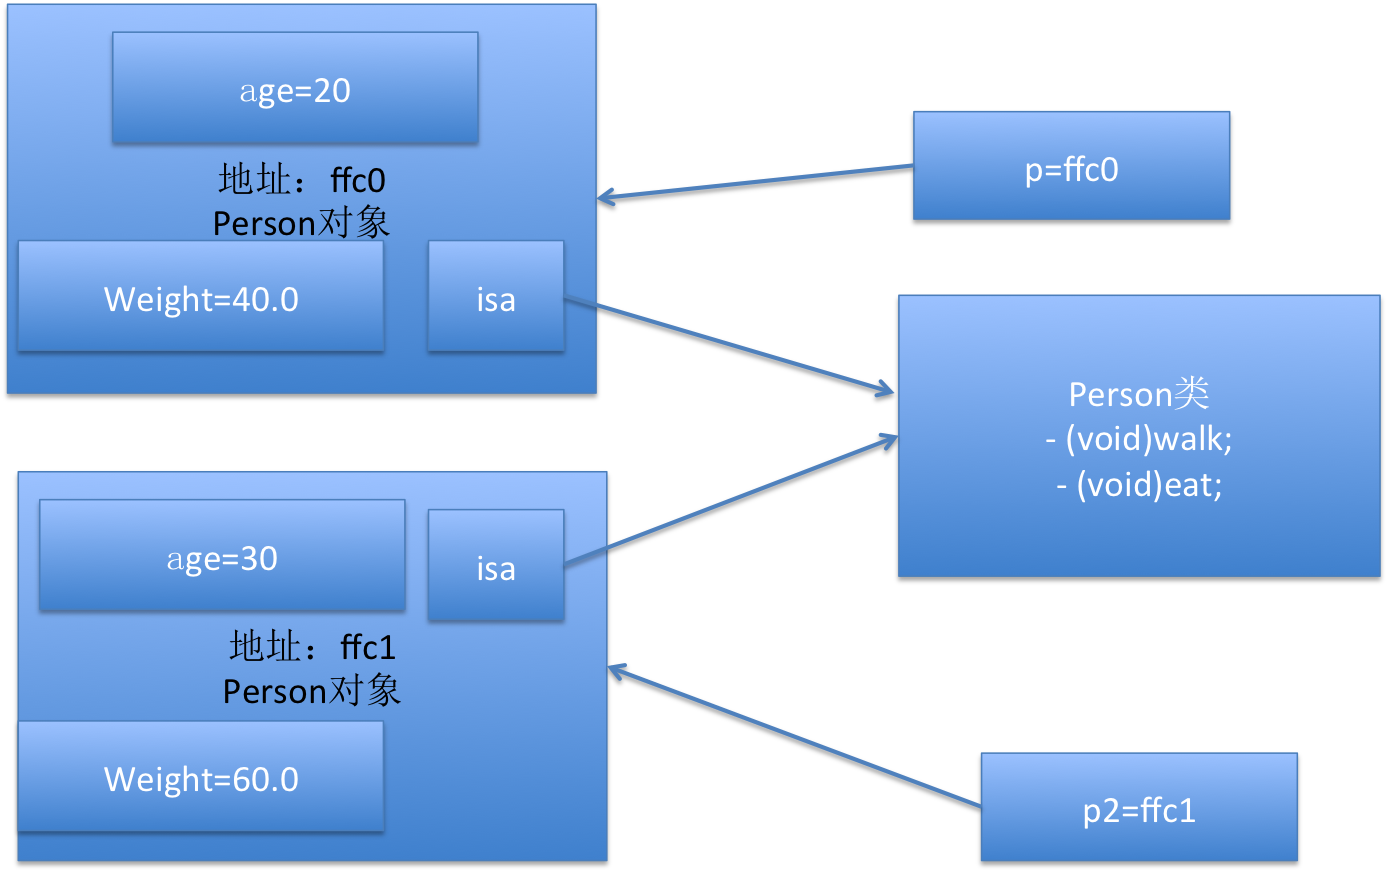 age=20
地址：ffc0
Person对象
Weight=40.0
isa
p=ffc0
Person类
- (void)walk;
- (void)eat;
age=30
isa
地址：ffc1
Person对象
Weight=60.0
p2=ffc1